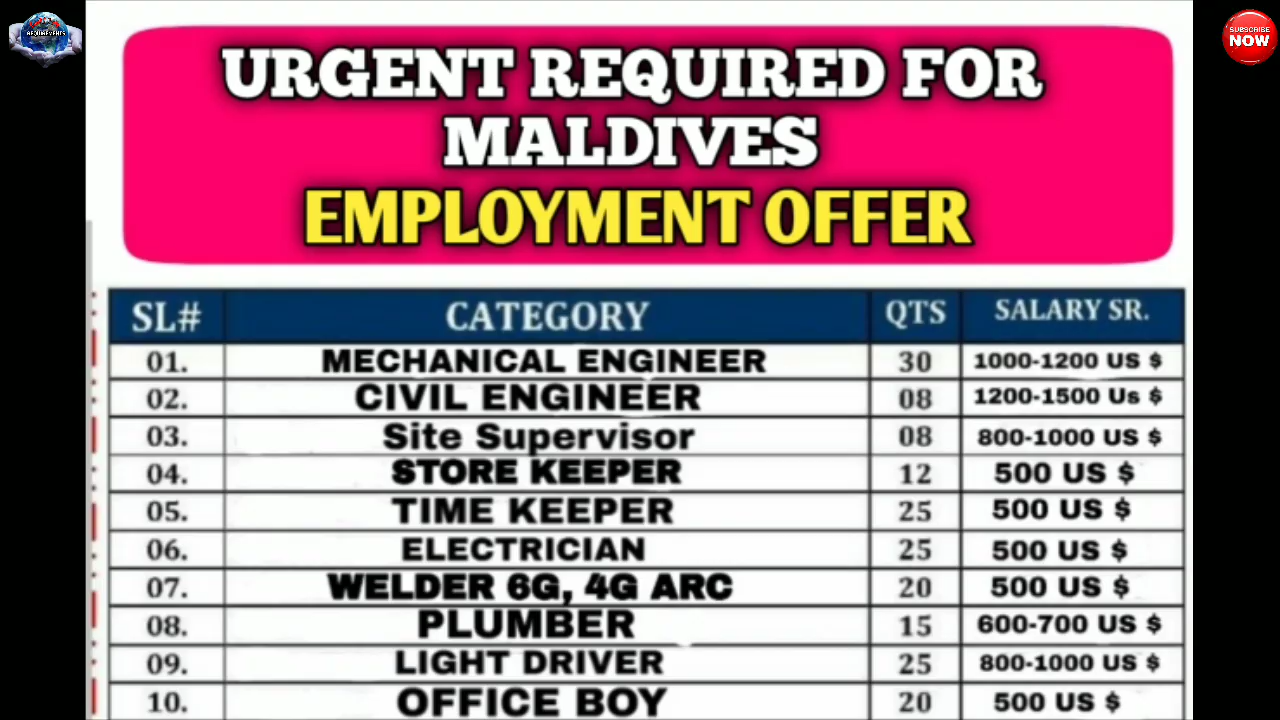 REQUIREMENTS
SUBSCRIBE
NOW
URGENT REQUIRED FOR
MALDIVES
EMPLOYMENT OFFER
SL# CATEGORY QTS SALARY SR.
01. MECHANICAL ENGINEER 30 1000-1200 US $
02. CIVIL ENGINEER 08 1200-1500 Us $
03. Site Supervisor 08 800-1000 US $
04. STORE KEEPER 12 500 US $
05. TIME KEEPER 25 500 US $
06. ELECTRICIAN 25 500 US $
07. WELDER 6G, 4G ARC 20 500 US $
08. PLUMBER 15 600-700 US $
09. LIGHT DRIVER 25 800-1000 US $
10. OFFICE BOY 20 500 US $